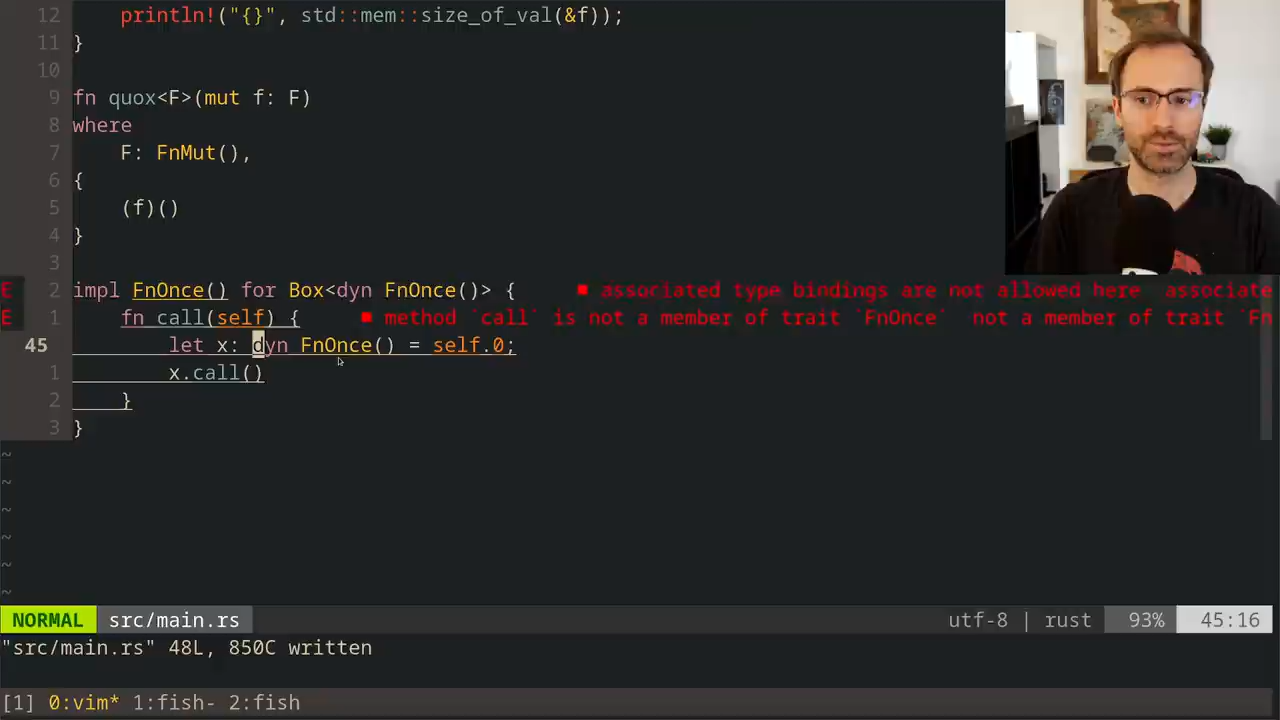 12     println!("{}", std::mem::size_of_val(&f));
11 }
10
9 fn quox<F>(mut f: F)
8 where
7     F: FnMut(),
6 {
5     (f)()
4 }
3
E 2 impl FnOnce() for Box<dyn FnOnce()> {     ■ associated type bindings are not allowed here  associate
E 1     fn call(self) {     ■ method `call` is not a member of trait `FnOnce`  not a member of trait `Fn
45         let x: dyn FnOnce() = self.0;
1         x.call()
2     }
3 }
~
~
~
~
~
~
NORMAL src/main.rs utf-8 | rust 93% 45:16
"src/main.rs" 48L, 850C written
[1] 0:vim* 1:fish- 2:fish